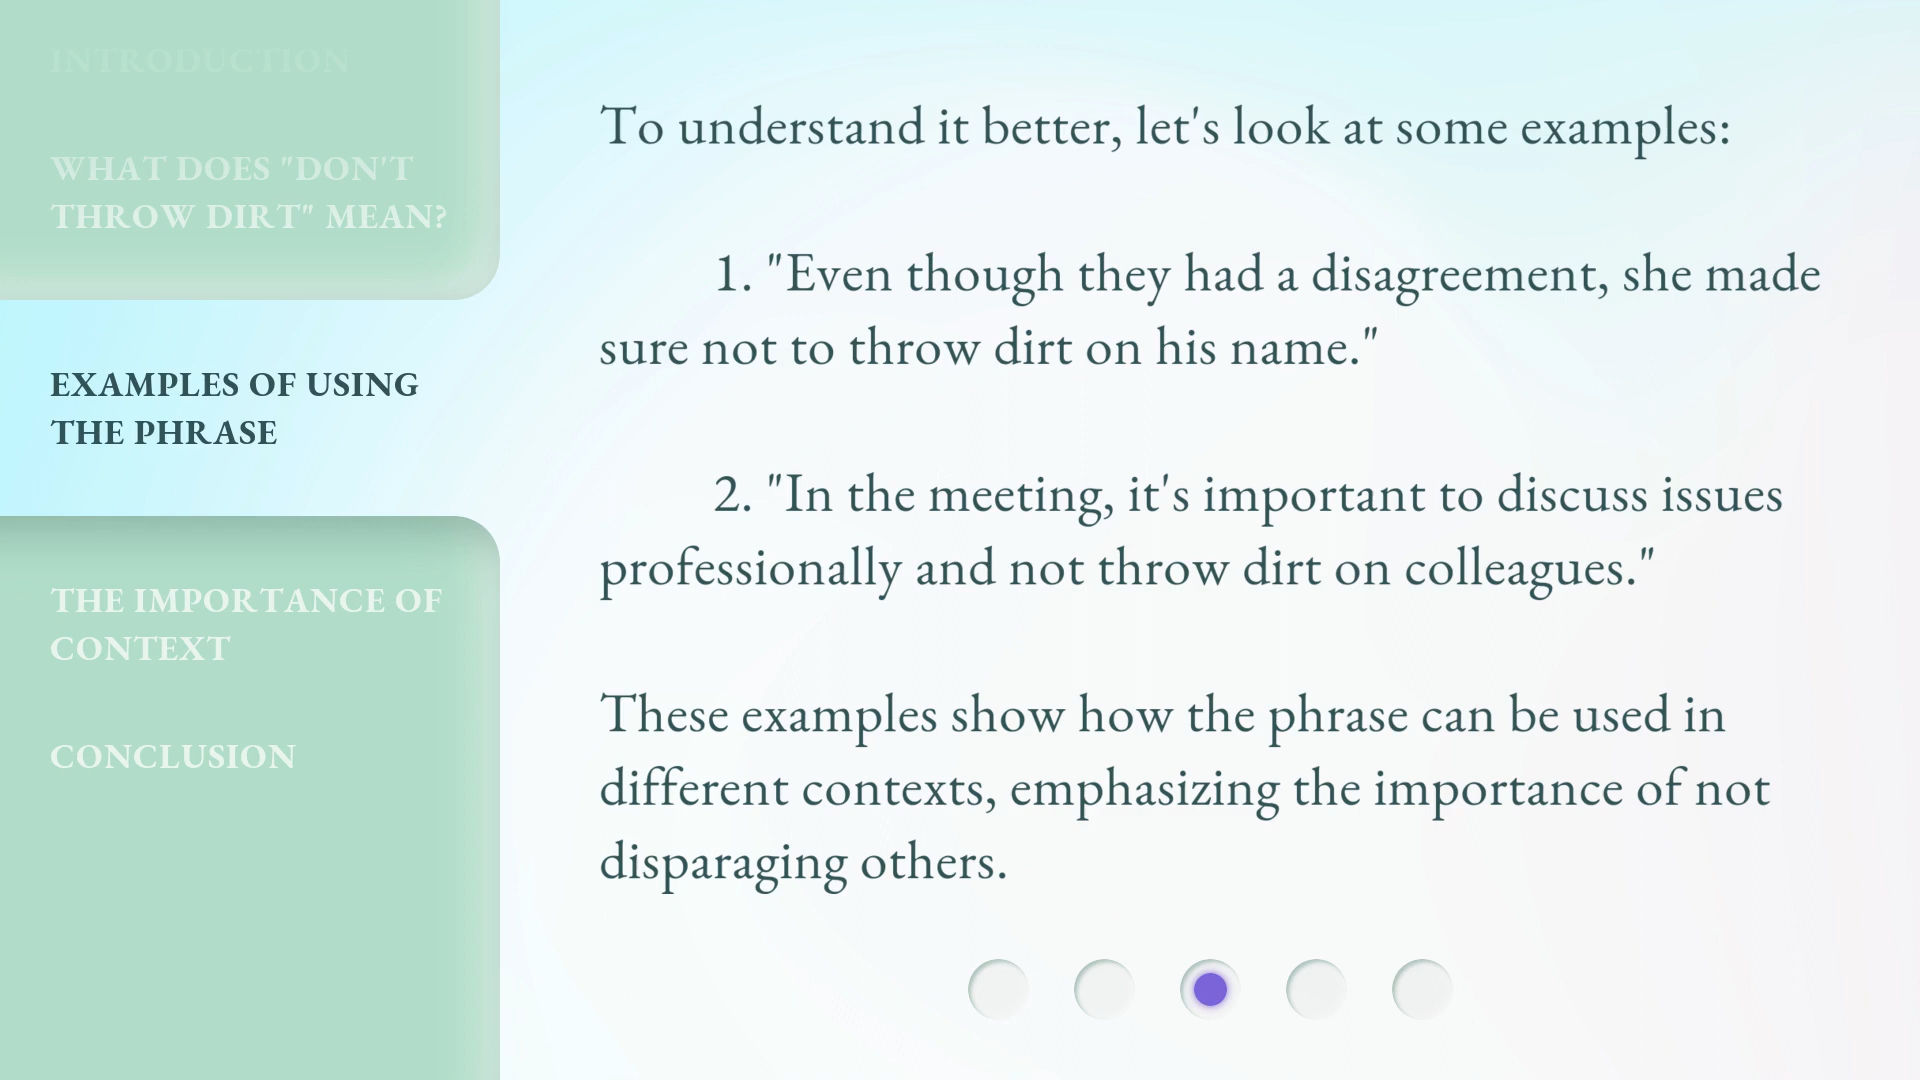 INTRODUCTION
WHAT DOES "DON'T
THROW DIRT" MEAN?
EXAMPLES OF USING
THE PHRASE
THE IMPORTANCE OF
CONTEXT
CONCLUSION
To understand it better, let's look at some examples:
1. "Even though they had a disagreement, she made
sure not to throw dirt on his name."
2. "In the meeting, it's important to discuss issues
professionally and not throw dirt on colleagues."
These examples show how the phrase can be used in
different contexts, emphasizing the importance of not
disparaging others.